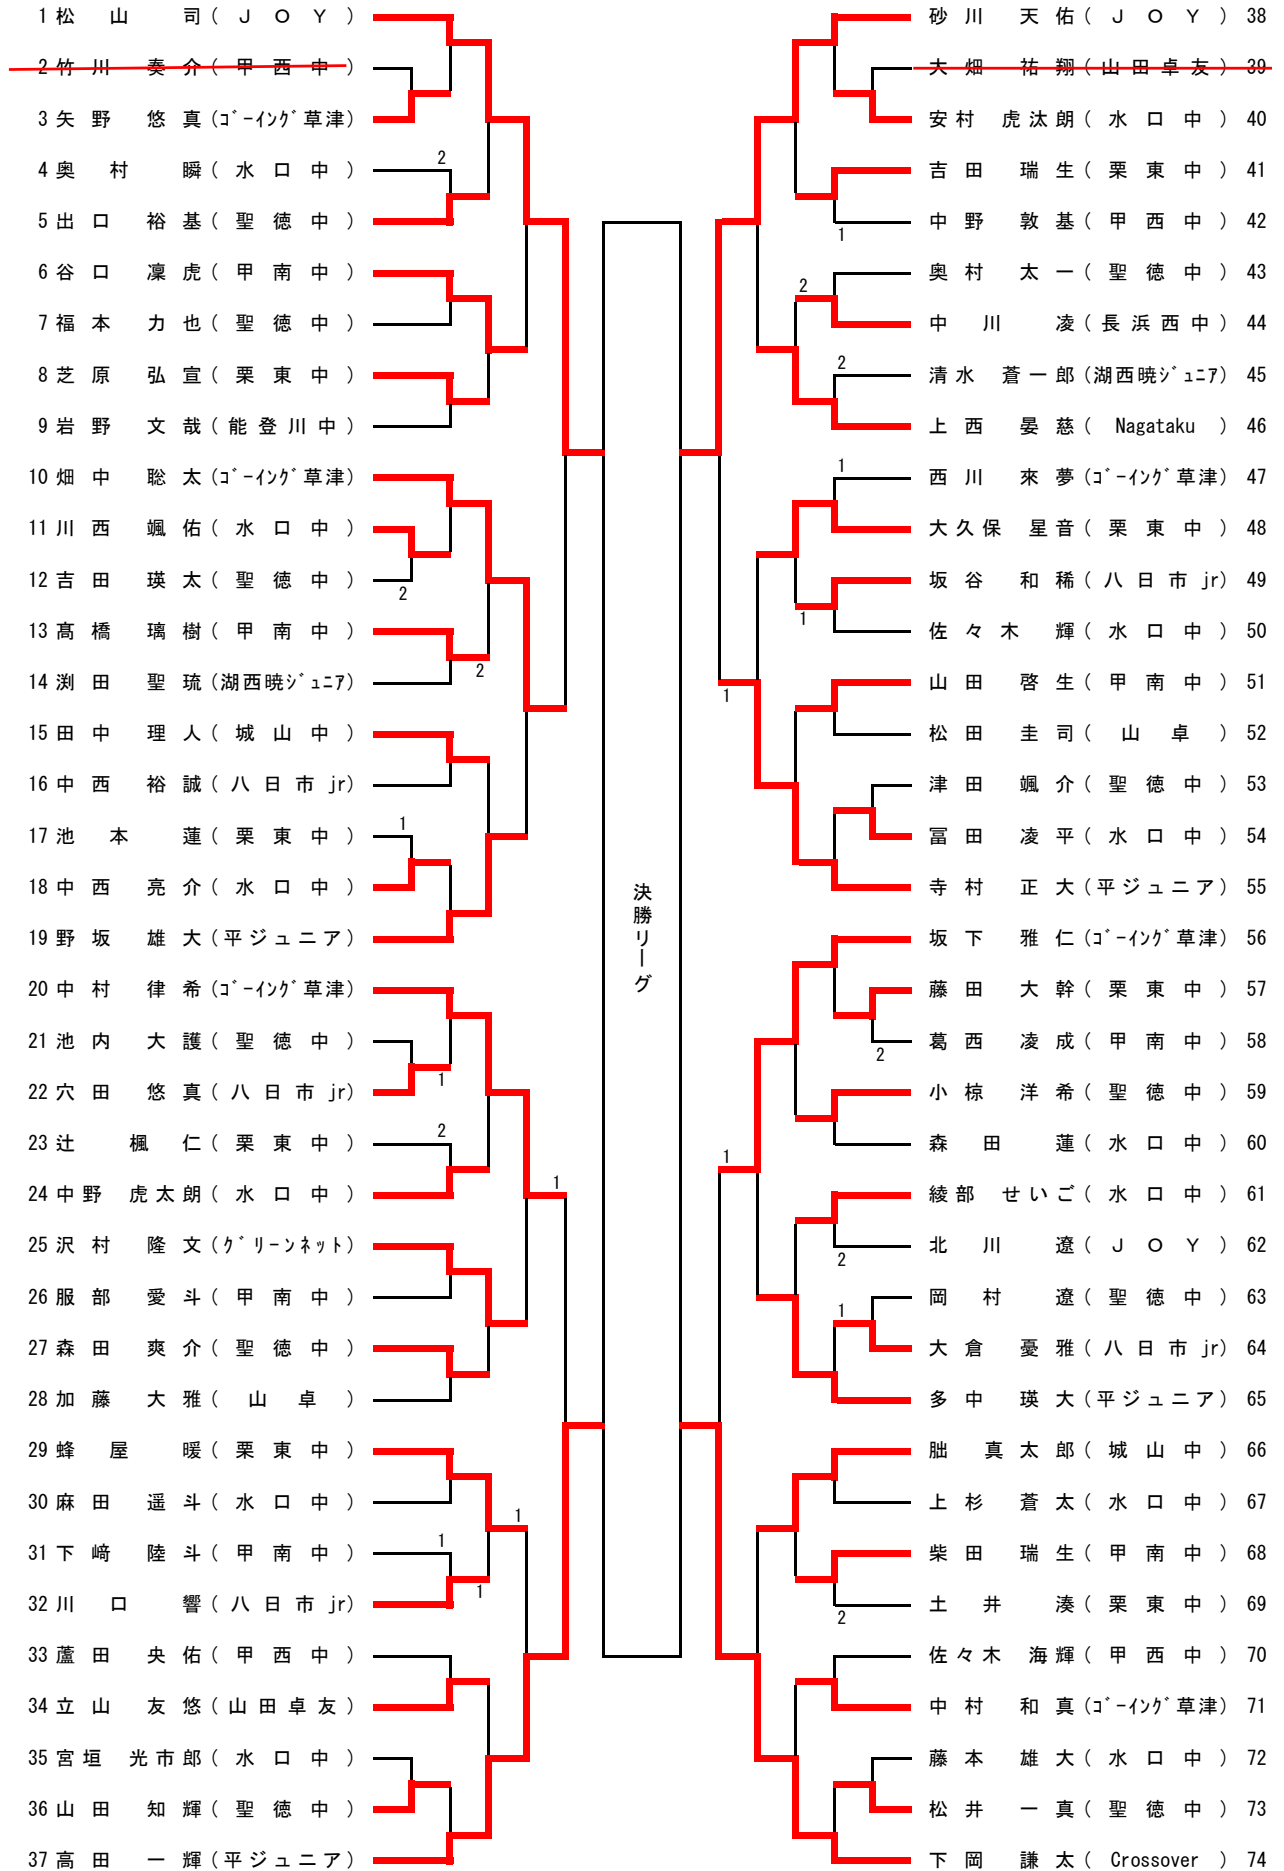 1 松山 司 (JOY)
2 竹川 奏介 (甲西中)
3 矢野 悠真 (ゴーイング草津)
2
4 奥村 瞬 (水口中)
5 出口 裕基 (聖徳中)
6 谷口 凜虎 (甲南中)
7 福本 力也 (聖徳中)
8 芝原 弘宣 (栗東中)
9 岩野 文哉 (能登川中)
10 畑中 聡太 (ゴーイング草津)
11 川西 颯佑 (水口中)
12 吉田 瑛太 (聖徳中)
2
13 髙橋 璃樹 (甲南中)
2
14 渕田 聖琉 (湖西暁ジュニア)
15 田中 理人 (城山中)
16 中西 裕誠 (八日市jr)
1
17 池本 蓮 (栗東中)
18 中西 亮介 (水口中)
19 野坂 雄大 (平ジュニア)
20 中村 律希 (ゴーイング草津)
21 池内 大護 (聖徳中)
1
22 穴田 悠真 (八日市jr)
2
23 辻 楓仁 (栗東中)
1
24 中野 虎太朗 (水口中)
25 沢村 隆文 (グリーンネット)
26 服部 愛斗 (甲南中)
27 森田 爽介 (聖徳中)
28 加藤 大雅 (山卓)
29 蜂屋 暖 (栗東中)
30 麻田 遥斗 (水口中)
1
1
31 下﨑 陸斗 (甲南中)
1
32 川口 響 (八日市jr)
33 蘆田 央佑 (甲西中)
34 立山 友悠 (山田卓友)
35 宮垣 光市郎 (水口中)
36 山田 知輝 (聖徳中)
37 高田 一輝 (平ジュニア)
決勝リーグ
砂川 天佑 (JOY) 38
大畑 祐翔 (山田卓友) 39
安村 虎汰朗 (水口中) 40
吉田 瑞生 (栗東中) 41
中野 敦基 (甲西中) 42
1
奥村 太一 (聖徳中) 43
2
中川 凌 (長浜西中) 44
2
清水 蒼一郎 (湖西暁ジュニア) 45
上西 晏慈 (Nagataku) 46
1
西川 來夢 (ゴーイング草津) 47
大久保 星音 (栗東中) 48
坂谷 和稀 (八日市jr) 49
1
佐々木 輝 (水口中) 50
山田 啓生 (甲南中) 51
1
松田 圭司 (山卓) 52
津田 颯介 (聖徳中) 53
冨田 凌平 (水口中) 54
寺村 正大 (平ジュニア) 55
坂下 雅仁 (ゴーイング草津) 56
藤田 大幹 (栗東中) 57
葛西 凌成 (甲南中) 58
2
小椋 洋希 (聖徳中) 59
森田 蓮 (水口中) 60
1
綾部 せいご (水口中) 61
北川 遼 (JOY) 62
2
岡村 遼 (聖徳中) 63
1
大倉 憂雅 (八日市jr) 64
多中 瑛大 (平ジュニア) 65
朏 真太郎 (城山中) 66
上杉 蒼太 (水口中) 67
柴田 瑞生 (甲南中) 68
土井 湊 (栗東中) 69
2
佐々木 海輝 (甲西中) 70
中村 和真 (ゴーイング草津) 71
藤本 雄大 (水口中) 72
松井 一真 (聖徳中) 73
下岡 謙太 (Crossover) 74